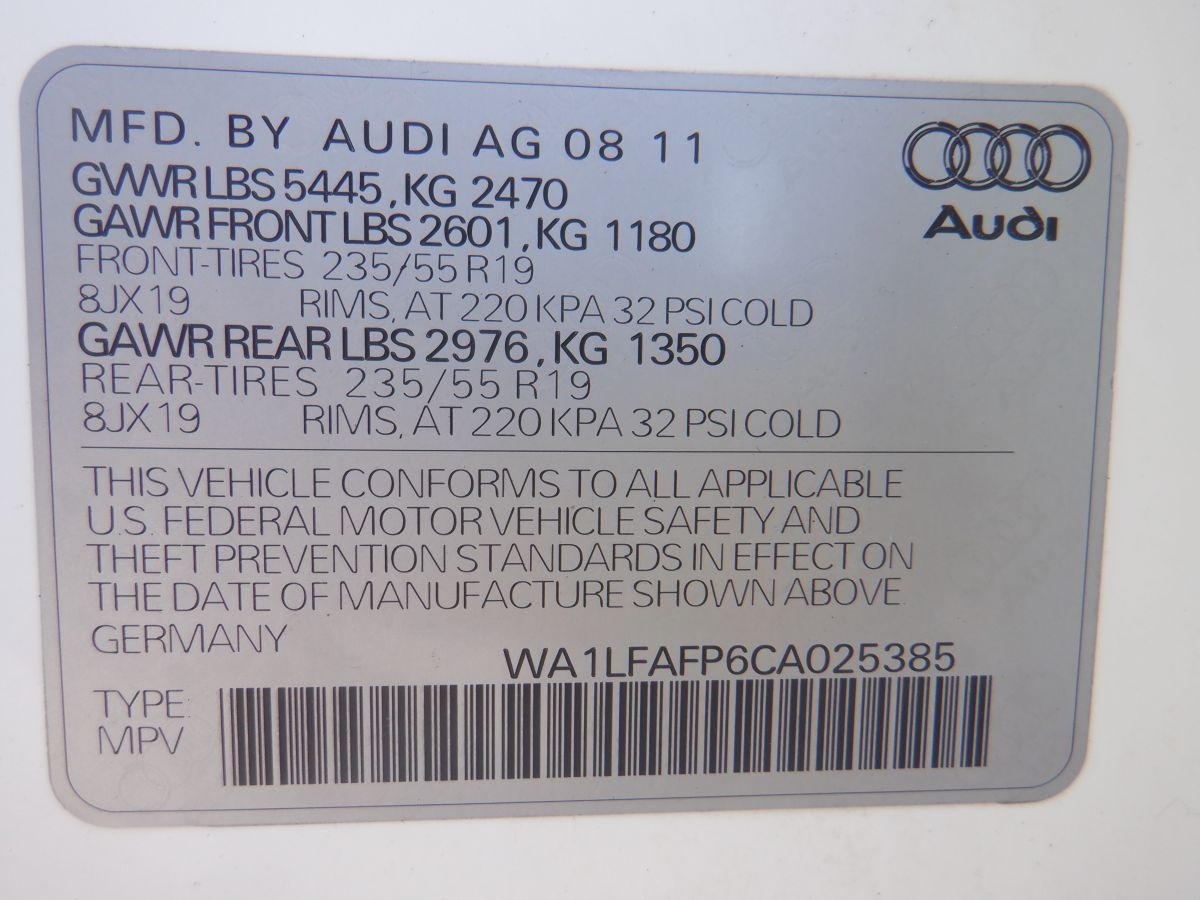 MFD. BY AUDI AG 08 11
GVWR LBS 5445, KG 2470
GAWR FRONT LBS 2601, KG 1180
FRONT-TIRES 235/55 R19
8JX19 RIMS, AT 220 KPA 32 PSI COLD
GAWR REAR LBS 2976, KG 1350
REAR-TIRES 235/55 R19
8JX19 RIMS, AT 220 KPA 32 PSI COLD
Audi
THIS VEHICLE CONFORMS TO ALL APPLICABLE
U.S. FEDERAL MOTOR VEHICLE SAFETY AND
THEFT PREVENTION STANDARDS IN EFFECT ON
THE DATE OF MANUFACTURE SHOWN ABOVE.
GERMANY
WA1LFAFP6CA025385
TYPE:
MPV